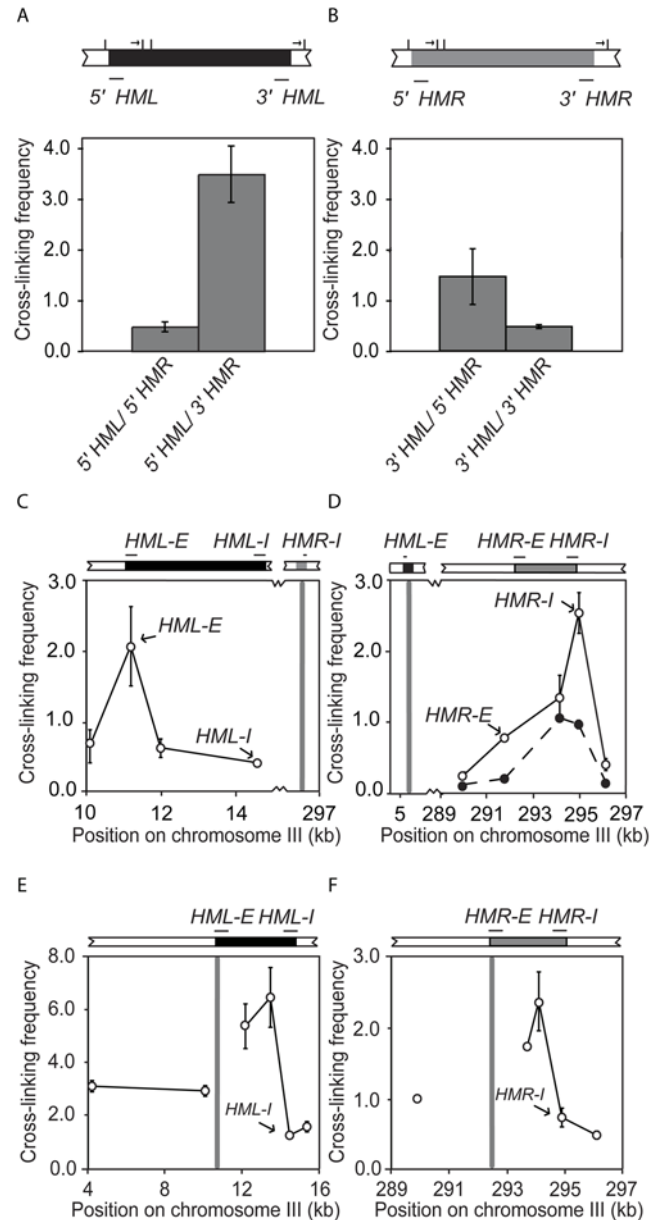 A
B
5' HML 3' HML
5' HMR 3' HMR
Cross-linking frequency
4.0
3.0
2.0
1.0
0.0
5' HML/ 5' HMR
5' HML/ 3' HMR
Cross-linking frequency
4.0
3.0
2.0
1.0
0.0
3' HML/ 5' HMR
3' HML/ 3' HMR
C
HML-E HML-I HMR-I
Cross-linking frequency
3.0
2.0
1.0
0.0
HML-E
HML-I
10 12 14 297
Position on chromosome III (kb)
D
HML-E HMR-E HMR-I
Cross-linking frequency
3.0
2.0
1.0
0.0
HMR-I
HMR-E
5 289 291 293 295 297
Position on chromosome III (kb)
E
HML-E HML-I
Cross-linking frequency
8.0
6.0
4.0
2.0
0.0
HML-I
4 8 12 16
Position on chromosome III (kb)
F
HMR-E HMR-I
Cross-linking frequency
3.0
2.0
1.0
0.0
HMR-I
289 291 293 295 297
Position on chromosome III (kb)